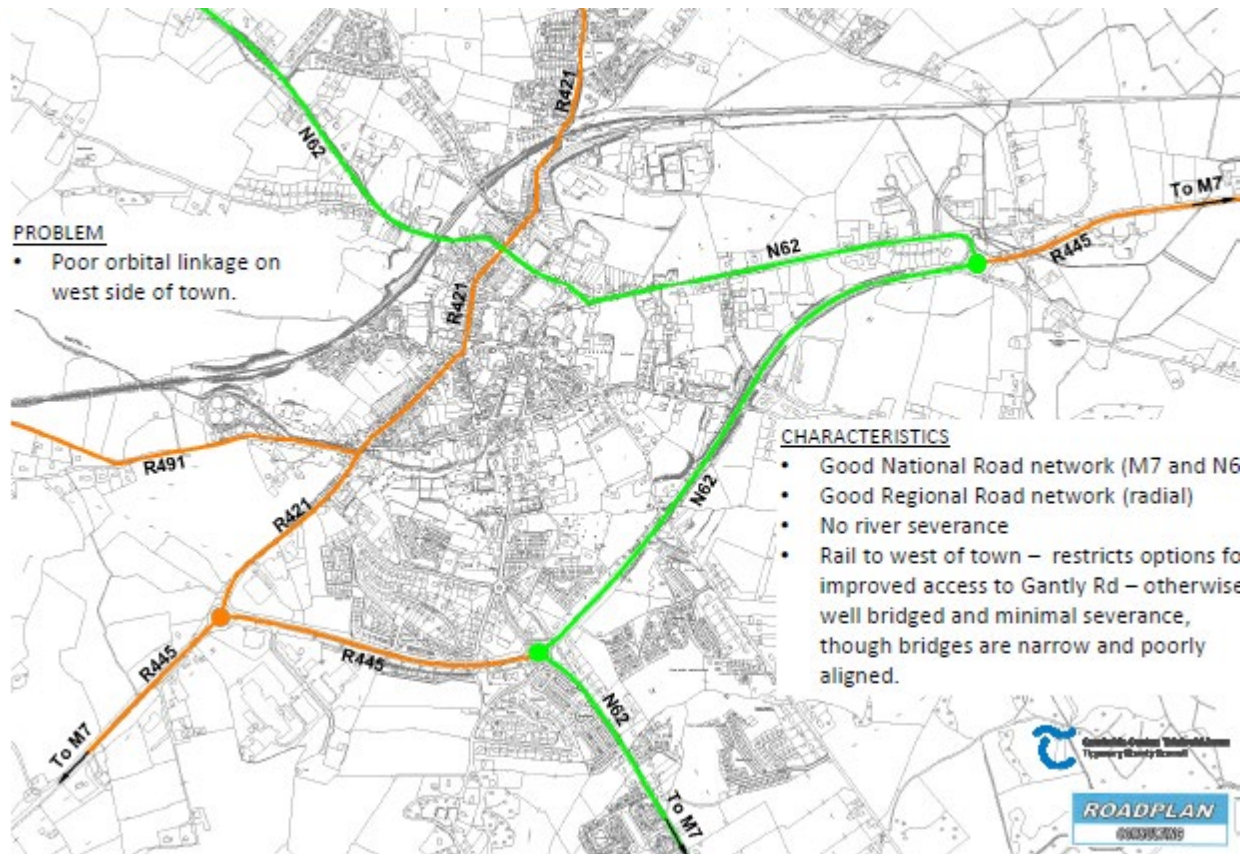 N62
R421
To M7
PROBLEM
• Poor orbital linkage on
west side of town.
N62
R445
R421
CHARACTERISTICS
• Good National Road network (M7 and N6
• Good Regional Road network (radial)
• No river severance
• Rail to west of town – restricts options fo
improved access to Gantly Rd – otherwise
well bridged and minimal severance,
though bridges are narrow and poorly
aligned.
R491
N62
R421
R445
R445
N62
To M7
To M7
Tipperary County Council
ROADPLAN
CONSULTING